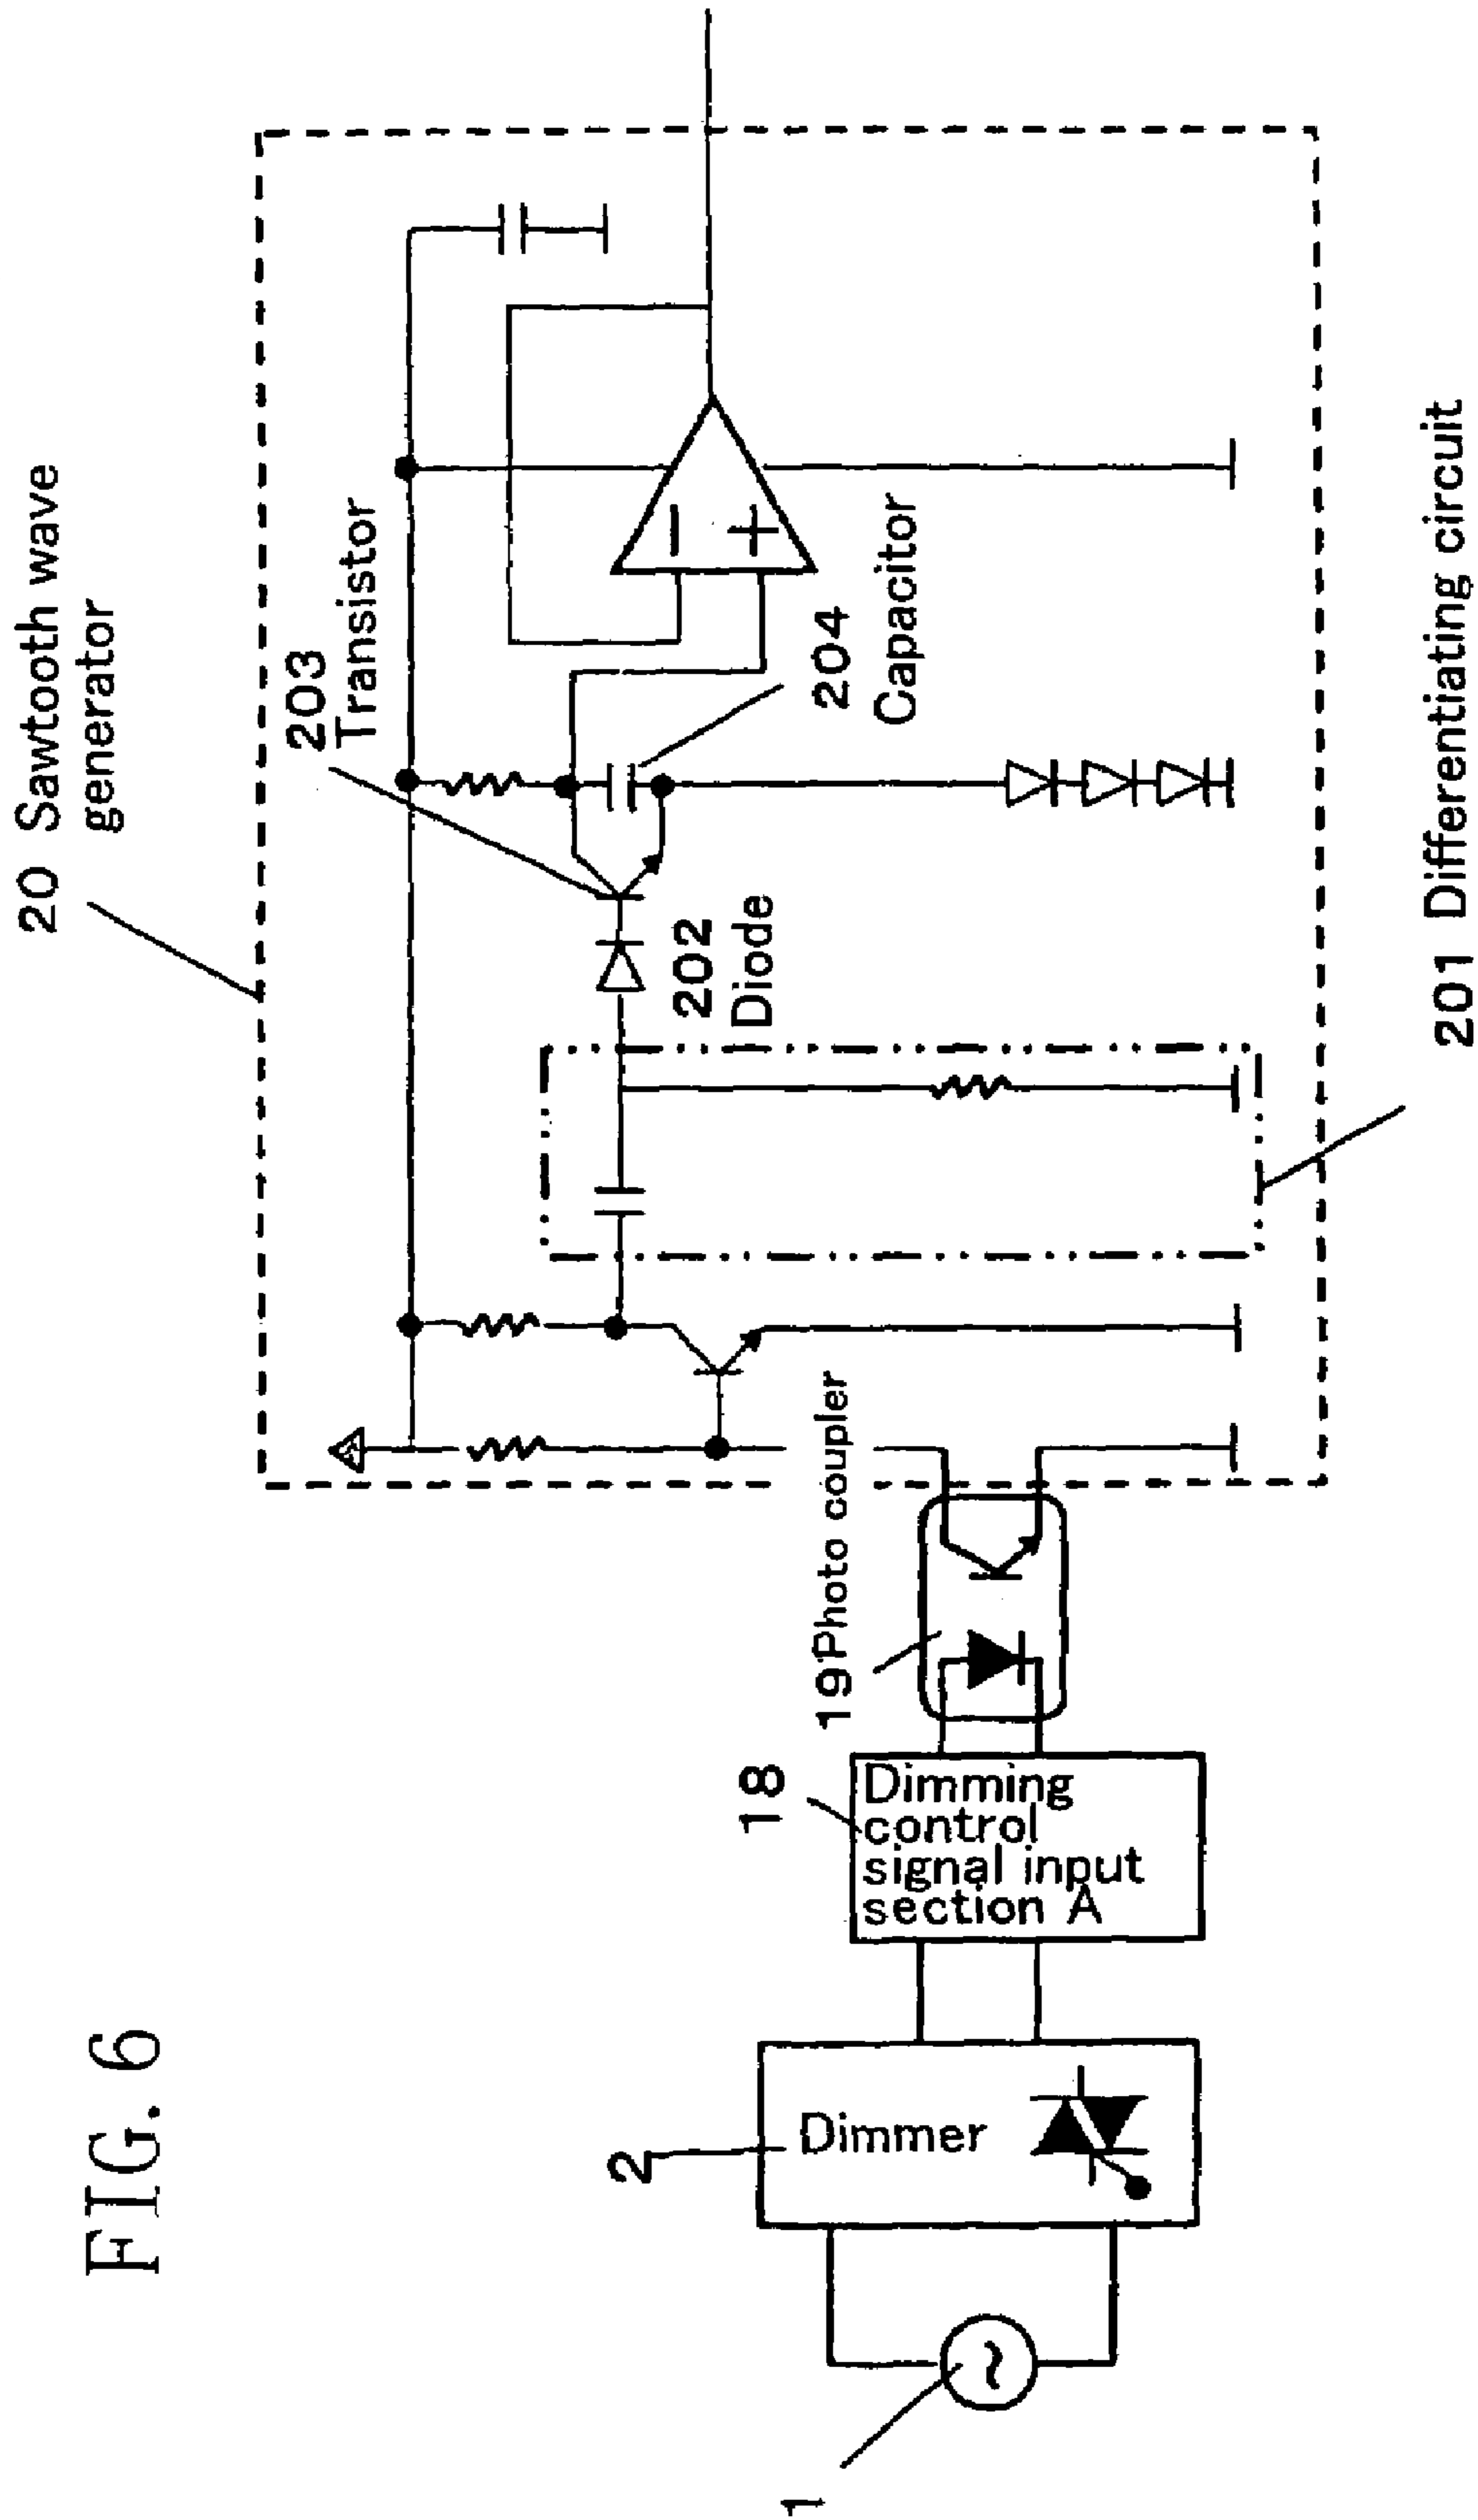 FIG. 6
20 Sawtooth wave
generator
203
Transistor
204
Capacitor
202
Diode
201 Differentiating circuit
19 Photo coupler
18
Dimming
control
signal input
section A
2
Dimmer
1